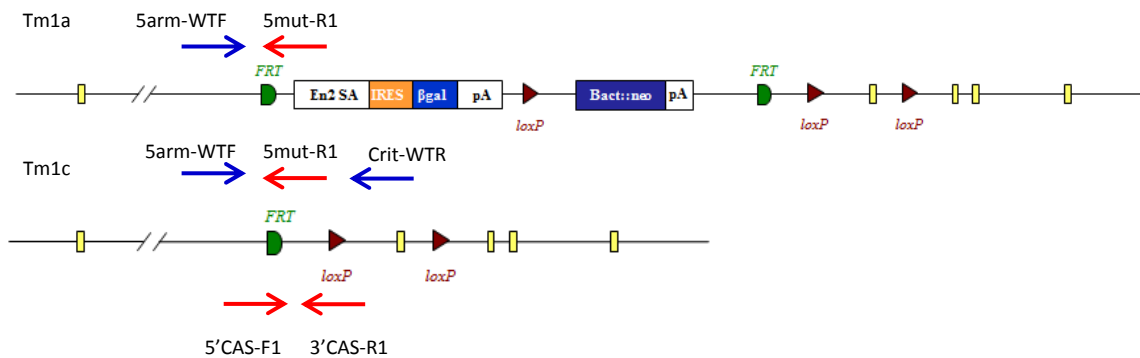 Tm1a
5arm-WTF 5mut-R1
FRT FRT
En2 SA IRES βgal pA Bact::neo pA
loxP loxP loxP
5arm-WTF 5mut-R1 Crit-WTR
Tm1c
FRT
loxP loxP
5'CAS-F1 3'CAS-R1